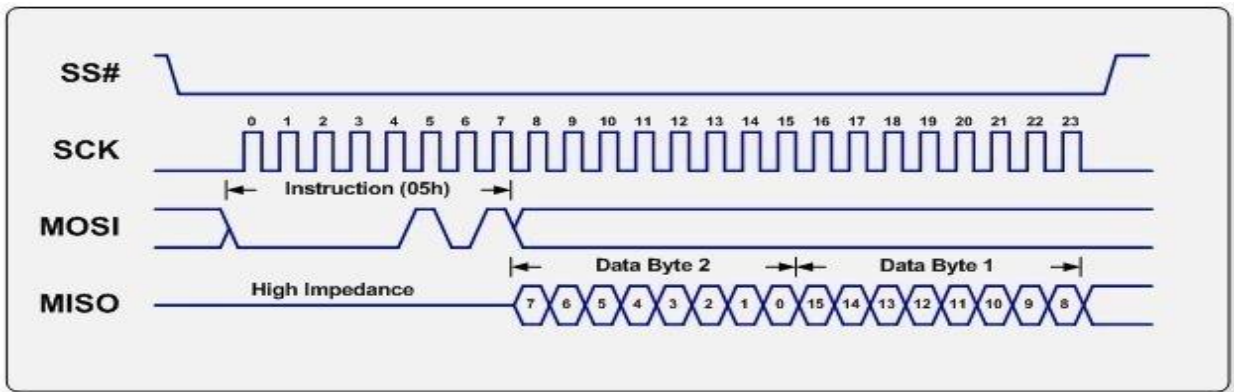 SS#
0 1 2 3 4 5 6 7 8 9 10 11 12 13 14 15 16 17 18 19 20 21 22 23
SCK
Instruction (05h)
MOSI
Data Byte 2 Data Byte 1
High Impedance
MISO
7 6 5 4 3 2 1 0 15 14 13 12 11 10 9 8